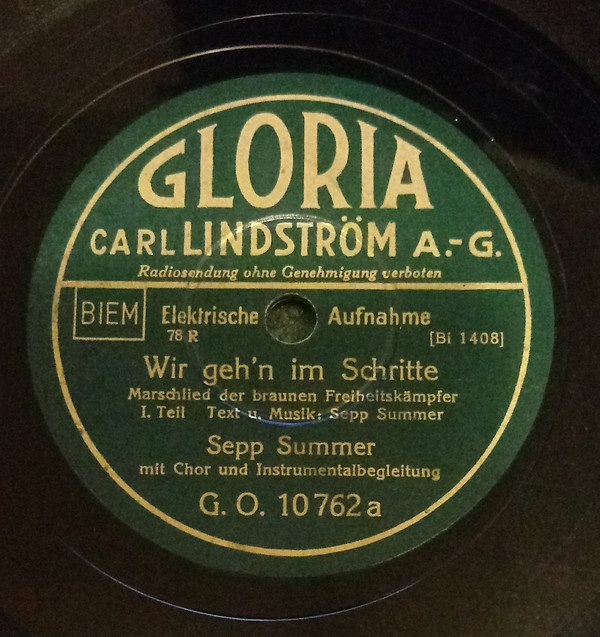 GLORIA
CARL LINDSTRÖM A.-G.
Radiosendung ohne Genehmigung verboten
BIEM Elektrische Aufnahme
78 R [Bi 1408]
Wir geh'n im Schritte
Marschlied der braunen Freiheitskämpfer
I. Teil Text u. Musik: Sepp Summer
Sepp Summer
mit Chor und Instrumentalbegleitung
G. O. 10762a